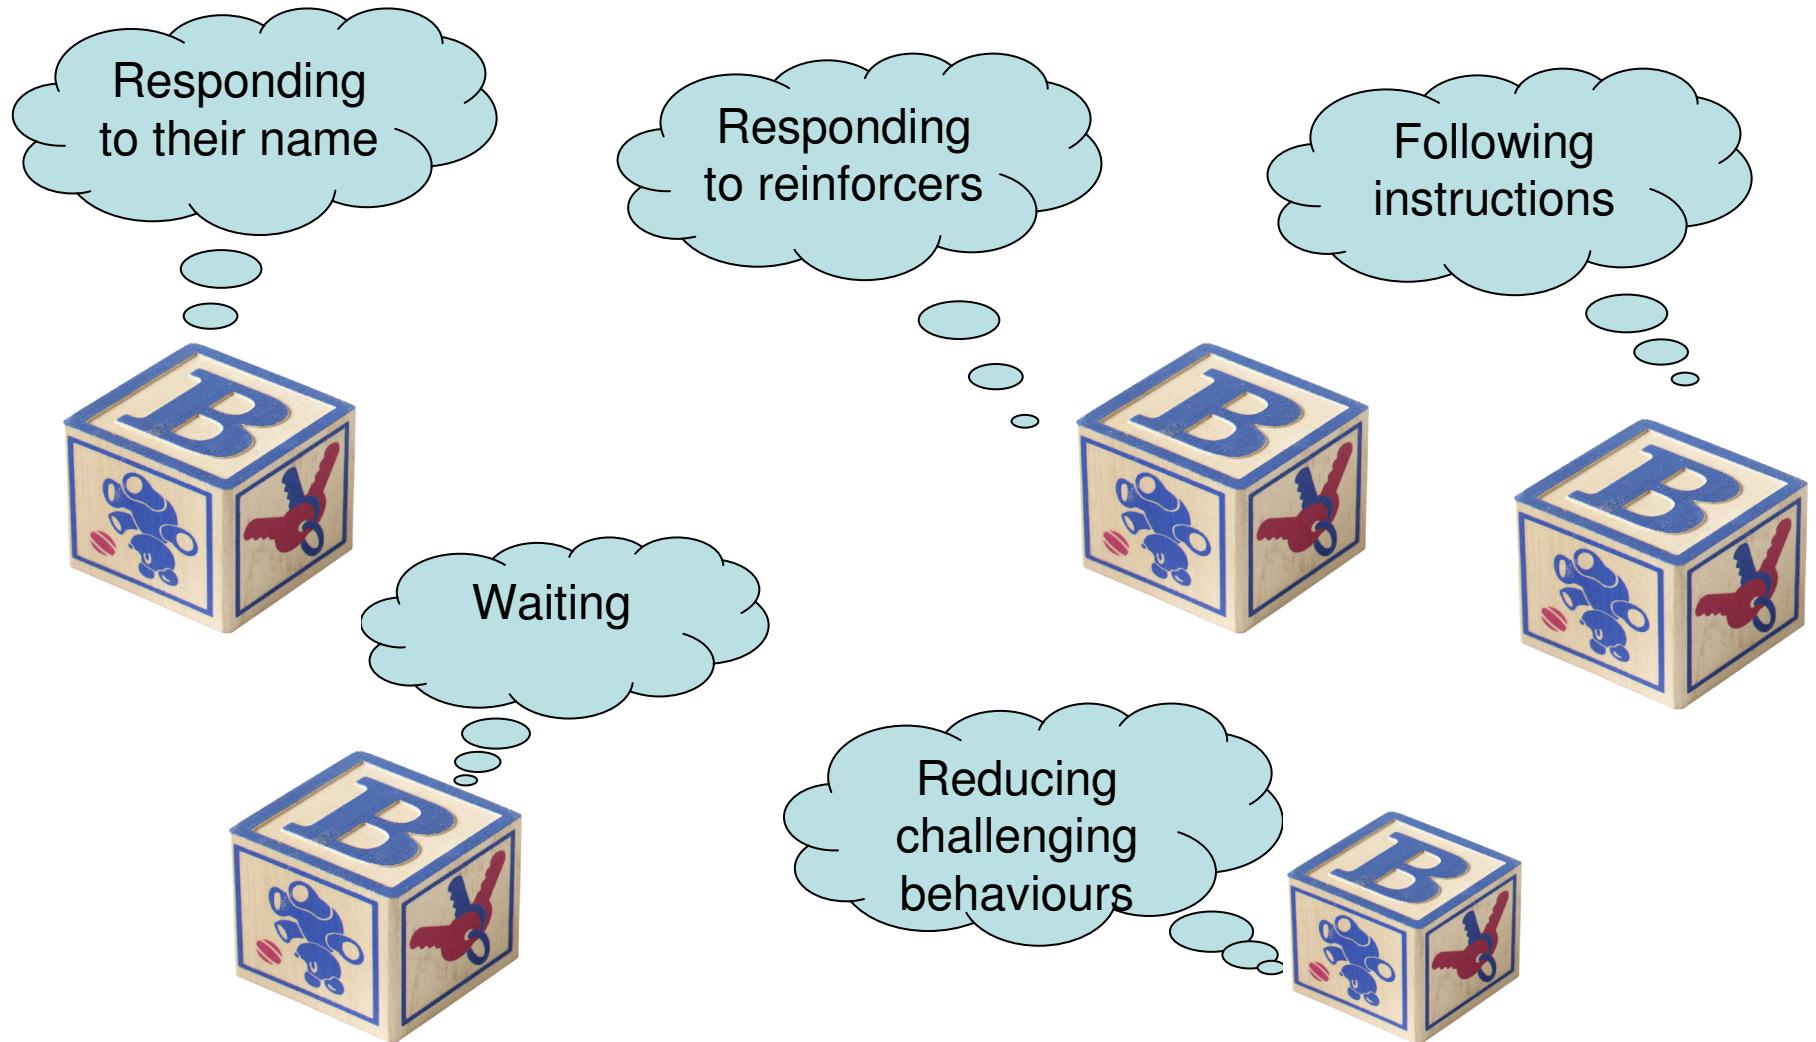 Responding
to their name
Responding
to reinforcers
Following
instructions
B
B
B
Waiting
B
Reducing
challenging
behaviours
B